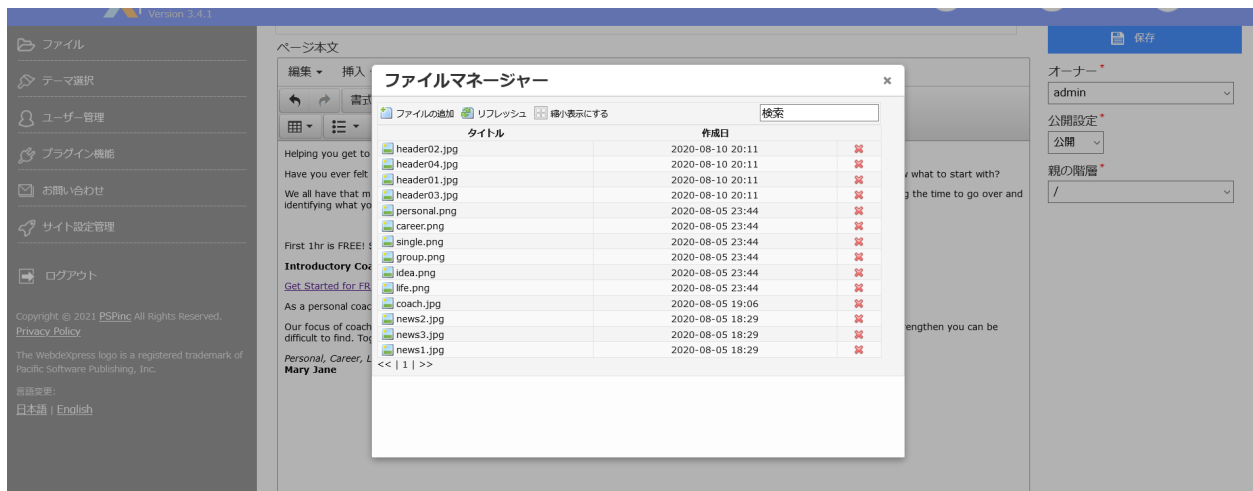 Version 3.4.1
ファイル
テーマ選択
ユーザー管理
プラグイン機能
お問い合わせ
サイト設定管理
ログアウト
Copyright © 2021 PSPinc All Rights Reserved.
Privacy Policy
The WebdeXpress logo is a registered trademark of
Pacific Software Publishing, Inc.
言語変更:
日本語 | English
ページ本文
編集 挿入
書式
Helping you get to
Have you ever felt
what to start with?
We all have that
the time to go over and
identifying what
First 1hr is FREE!
Introductory
Get Started for
As a personal
Our focus of
you can be
difficult to find.
Personal, Career,
Mary Jane
ファイルマネージャー ×
ファイルの追加 リフレッシュ 縮小表示にする 検索
タイトル 作成日
header02.jpg 2020-08-10 20:11
header04.jpg 2020-08-10 20:11
header01.jpg 2020-08-10 20:11
header03.jpg 2020-08-10 20:11
personal.png 2020-08-05 23:44
career.png 2020-08-05 23:44
single.png 2020-08-05 23:44
group.png 2020-08-05 23:44
idea.png 2020-08-05 23:44
life.png 2020-08-05 23:44
coach.jpg 2020-08-05 19:06
news2.jpg 2020-08-05 18:29
news3.jpg 2020-08-05 18:29
news1.jpg 2020-08-05 18:29
<< | 1 | >>
保存
オーナー*
admin
公開設定*
公開
親の階層*
/